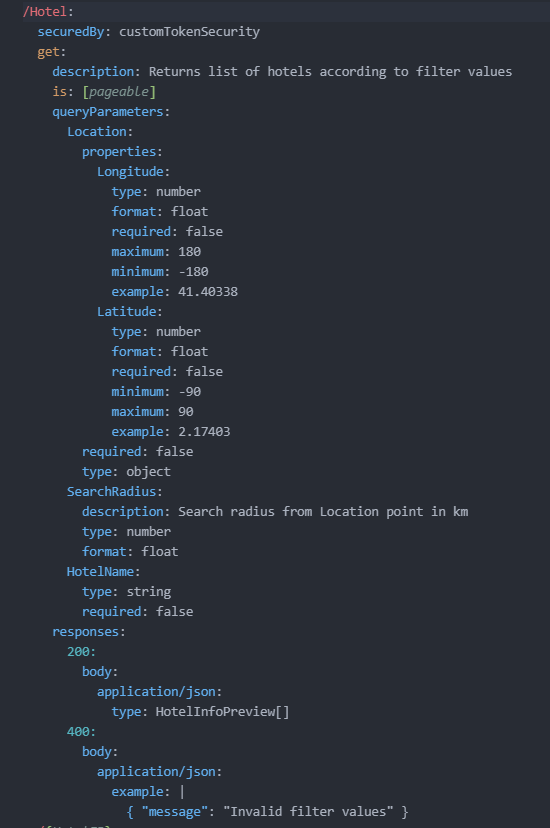 /Hotel:
  securedBy: customTokenSecurity
  get:
    description: Returns list of hotels according to filter values
    is: [pageable]
    queryParameters:
      Location:
        properties:
          Longitude:
            type: number
            format: float
            required: false
            maximum: 180
            minimum: -180
            example: 41.40338
          Latitude:
            type: number
            format: float
            required: false
            minimum: -90
            maximum: 90
            example: 2.17403
        required: false
        type: object
      SearchRadius:
        description: Search radius from Location point in km
        type: number
        format: float
      HotelName:
        type: string
        required: false
    responses:
      200:
        body:
          application/json:
            type: HotelInfoPreview[]
      400:
        body:
          application/json:
            example: |
              { "message": "Invalid filter values" }